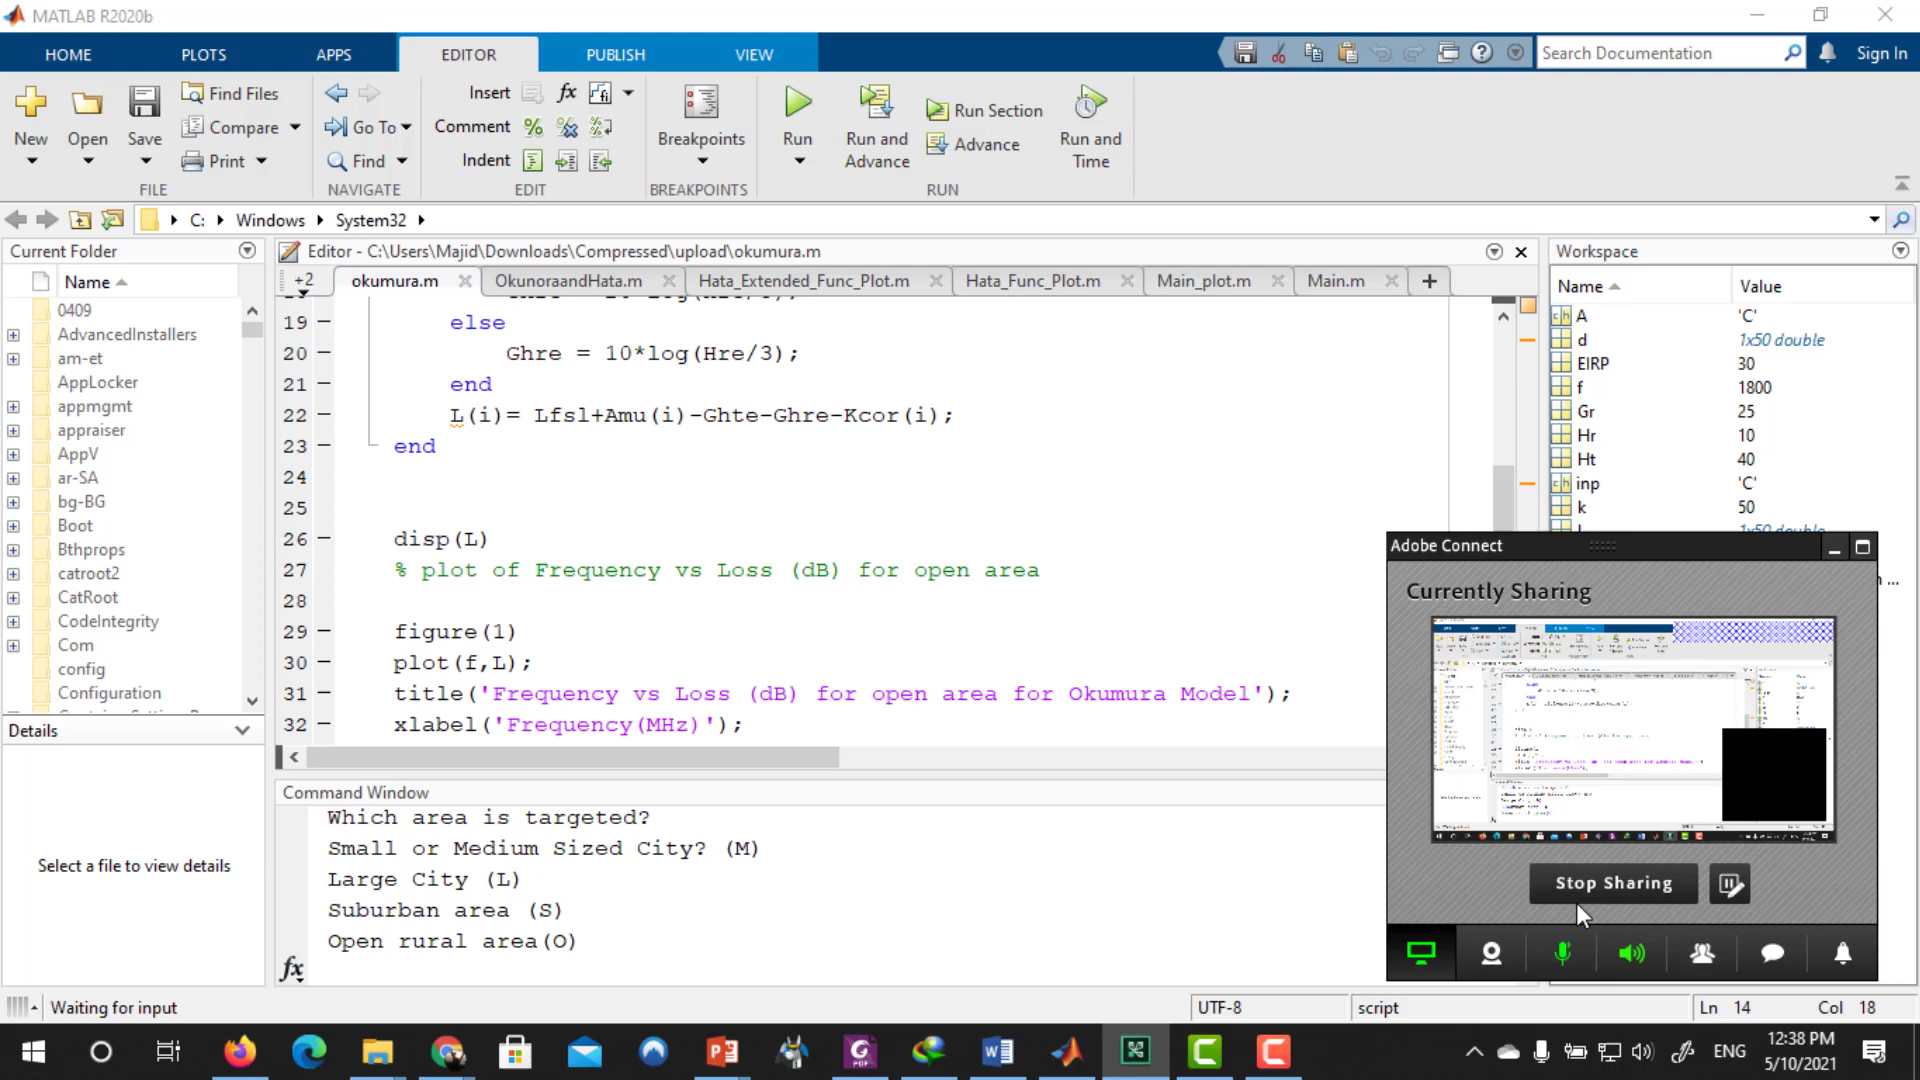 MATLAB R2020b
HOME PLOTS APPS EDITOR PUBLISH VIEW
Search Documentation Sign In
New Open Save
Find Files
Compare
Print
FILE
Go To
Find
NAVIGATE
Insert
Comment
Indent
EDIT
Breakpoints
BREAKPOINTS
Run
Run and Advance
Run Section
Advance
Run and Time
RUN
C: Windows System32
Current Folder
Name
0409
AdvancedInstallers
am-et
AppLocker
appmgmt
appraiser
AppV
ar-SA
bg-BG
Boot
Bthprops
catroot2
CatRoot
CodeIntegrity
Com
config
Configuration
Details
Select a file to view details
Editor - C:\Users\Majid\Downloads\Compressed\upload\okumura.m
+2 okumura.m OkunoraandHata.m Hata_Extended_Func_Plot.m Hata_Func_Plot.m Main_plot.m Main.m
19 else
20 Ghre = 10*log(Hre/3);
21 end
22 L(i)= Lfsl+Amu(i)-Ghte-Ghre-Kcor(i);
23 end
24
25
26 disp(L)
27 % plot of Frequency vs Loss (dB) for open area
28
29 figure(1)
30 plot(f,L);
31 title('Frequency vs Loss (dB) for open area for Okumura Model');
32 xlabel('Frequency(MHz)');
Command Window
Which area is targeted?
Small or Medium Sized City? (M)
Large City (L)
Suburban area (S)
Open rural area(O)
fx
Workspace
Name Value
A 'C'
d 1x50 double
EIRP 30
f 1800
Gr 25
Hr 10
Ht 40
inp 'C'
k 50
Adobe Connect
Currently Sharing
Stop Sharing
Waiting for input
UTF-8 script Ln 14 Col 18
ENG
12:38 PM
5/10/2021